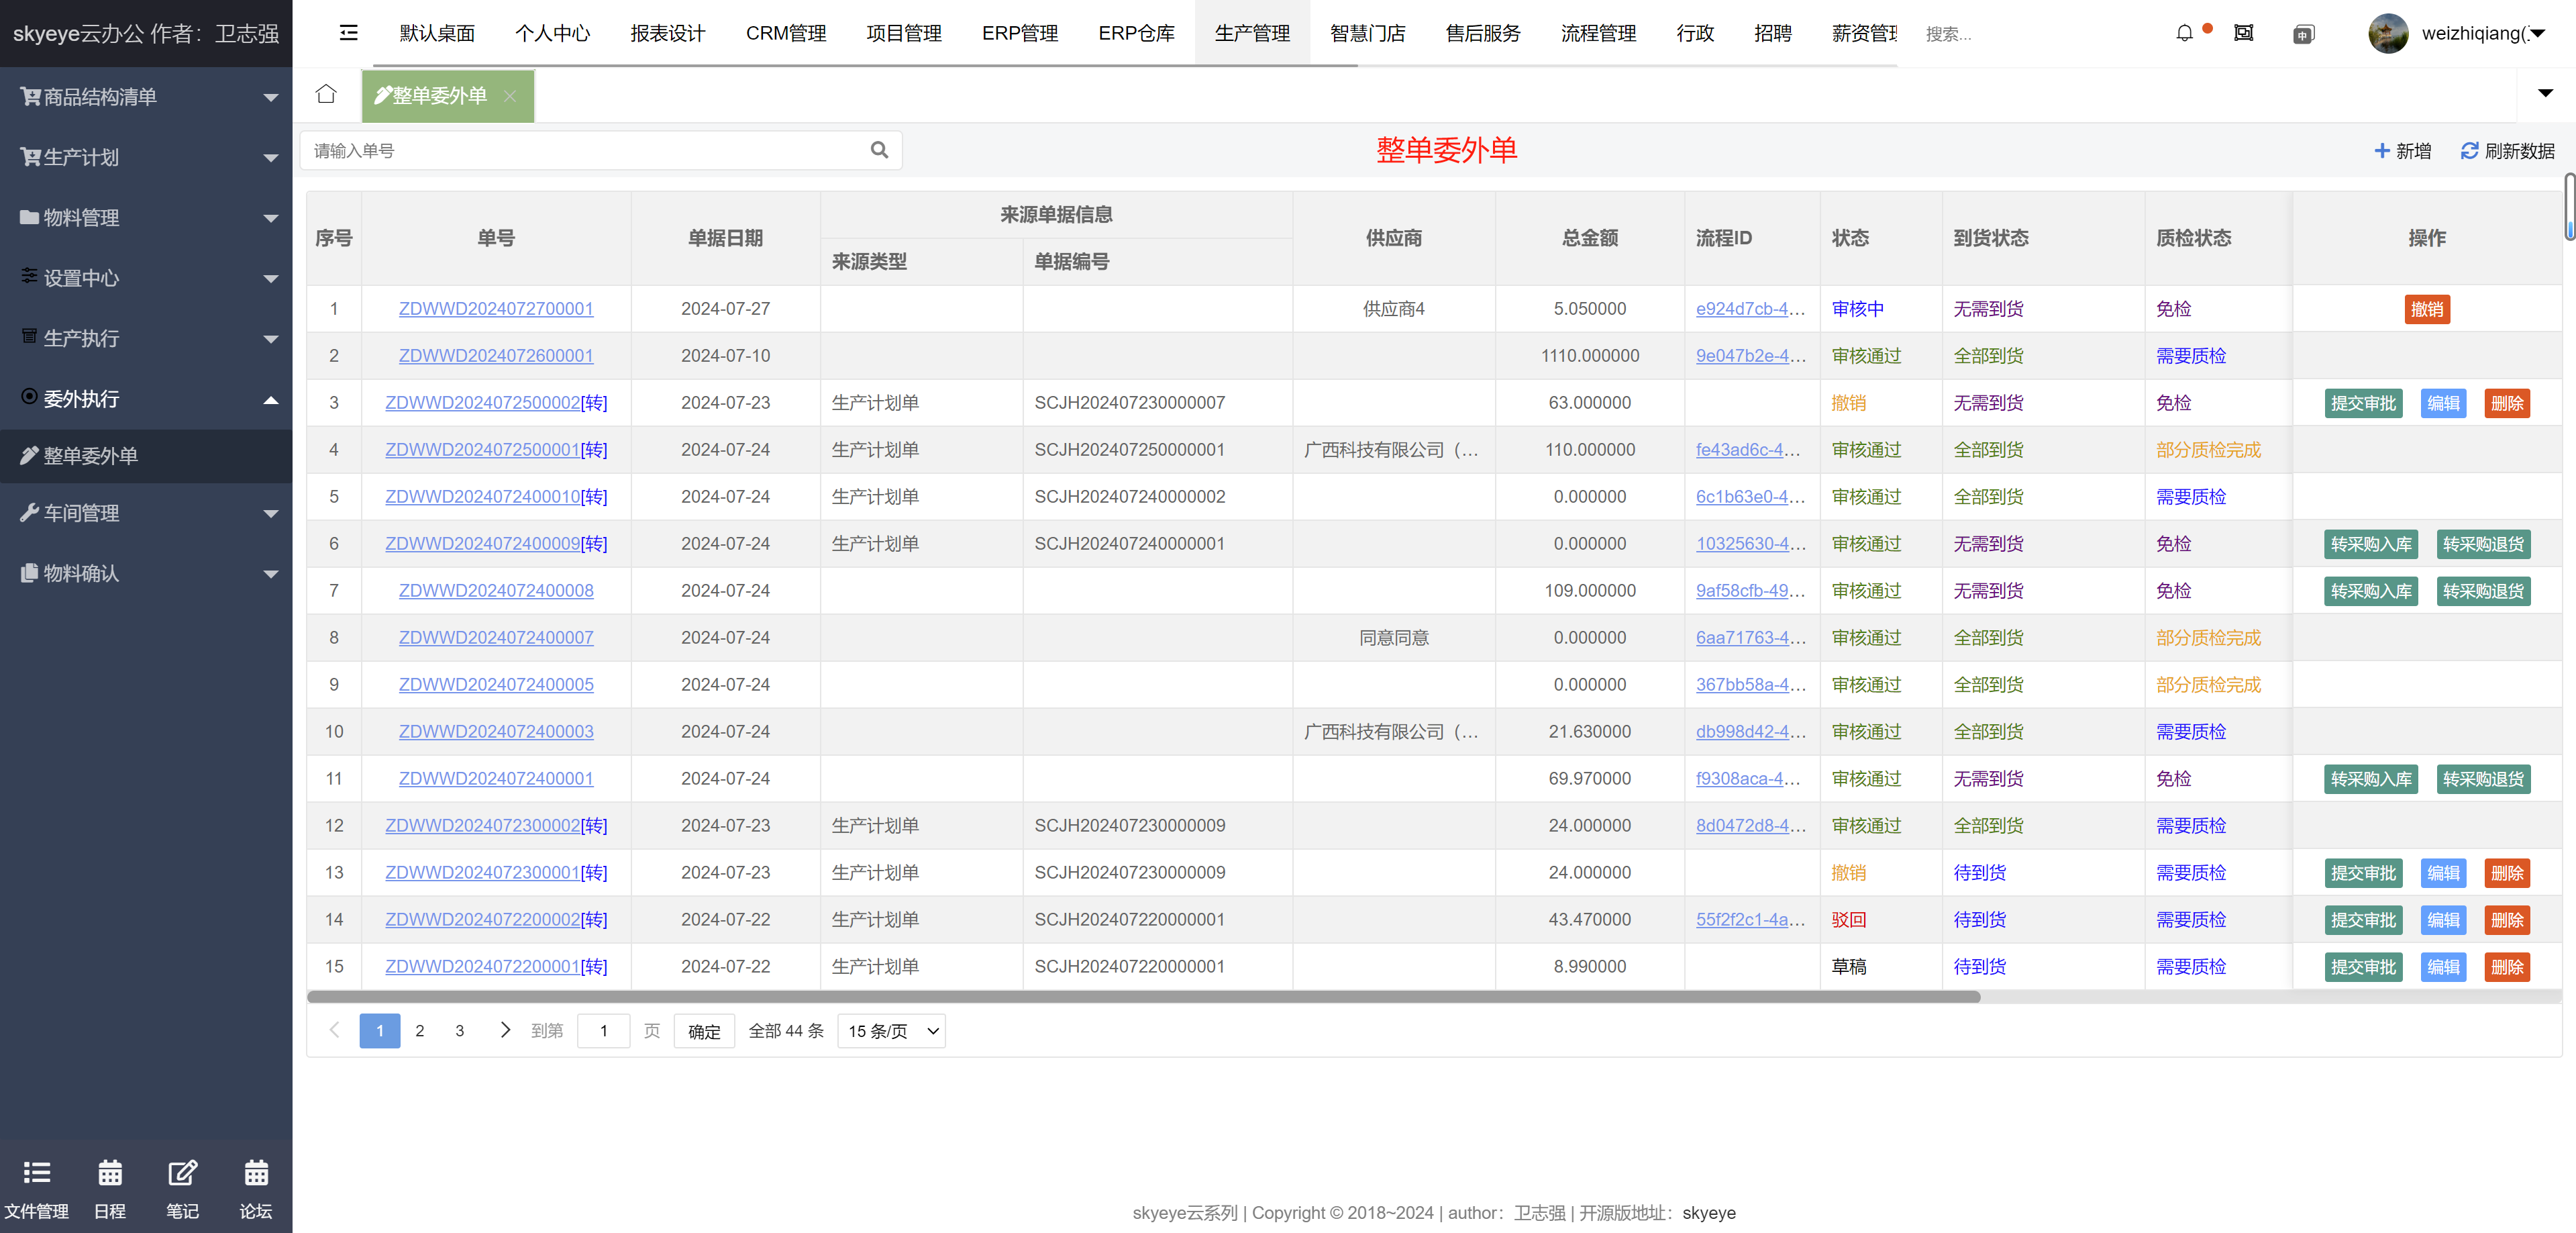 skyeye云办公 作者：卫志强
默认桌面 个人中心 报表设计 CRM管理 项目管理 ERP管理 ERP仓库 生产管理 智慧门店 售后服务 流程管理 行政 招聘 薪资管理 搜索... 中 weizhiqiang(
商品结构清单
生产计划
物料管理
设置中心
生产执行
委外执行
整单委外单
车间管理
物料确认
文件管理 日程 笔记 论坛
整单委外单
请输入单号
整单委外单
新增 刷新数据
序号 单号 单据日期 来源单据信息 供应商 总金额 流程ID 状态 到货状态 质检状态 操作
来源类型 单据编号
1 ZDWWD2024072700001 2024-07-27 供应商4 5.050000 e924d7cb-4... 审核中 无需到货 免检 撤销
2 ZDWWD2024072600001 2024-07-10 1110.000000 9e047b2e-4... 审核通过 全部到货 需要质检
3 ZDWWD2024072500002[转] 2024-07-23 生产计划单 SCJH202407230000007 63.000000 撤销 无需到货 免检 提交审批 编辑 删除
4 ZDWWD2024072500001[转] 2024-07-24 生产计划单 SCJH202407250000001 广西科技有限公司（... 110.000000 fe43ad6c-4... 审核通过 全部到货 部分质检完成
5 ZDWWD2024072400010[转] 2024-07-24 生产计划单 SCJH202407240000002 0.000000 6c1b63e0-4... 审核通过 全部到货 需要质检
6 ZDWWD2024072400009[转] 2024-07-24 生产计划单 SCJH202407240000001 0.000000 10325630-4... 审核通过 无需到货 免检 转采购入库 转采购退货
7 ZDWWD2024072400008 2024-07-24 109.000000 9af58cfb-49... 审核通过 无需到货 免检 转采购入库 转采购退货
8 ZDWWD2024072400007 2024-07-24 同意同意 0.000000 6aa71763-4... 审核通过 全部到货 部分质检完成
9 ZDWWD2024072400005 2024-07-24 0.000000 367bb58a-4... 审核通过 全部到货 部分质检完成
10 ZDWWD2024072400003 2024-07-24 广西科技有限公司（... 21.630000 db998d42-4... 审核通过 全部到货 需要质检
11 ZDWWD2024072400001 2024-07-24 69.970000 f9308aca-4... 审核通过 无需到货 免检 转采购入库 转采购退货
12 ZDWWD2024072300002[转] 2024-07-23 生产计划单 SCJH202407230000009 24.000000 8d0472d8-4... 审核通过 全部到货 需要质检
13 ZDWWD2024072300001[转] 2024-07-23 生产计划单 SCJH202407230000009 24.000000 撤销 待到货 需要质检 提交审批 编辑 删除
14 ZDWWD2024072200002[转] 2024-07-22 生产计划单 SCJH202407220000001 43.470000 55f2f2c1-4a... 驳回 待到货 需要质检 提交审批 编辑 删除
15 ZDWWD2024072200001[转] 2024-07-22 生产计划单 SCJH202407220000001 8.990000 草稿 待到货 需要质检 提交审批 编辑 删除
1 2 3 到第 1 页 确定 全部 44 条 15 条/页
skyeye云系列 | Copyright © 2018~2024 | author：卫志强 | 开源版地址：skyeye